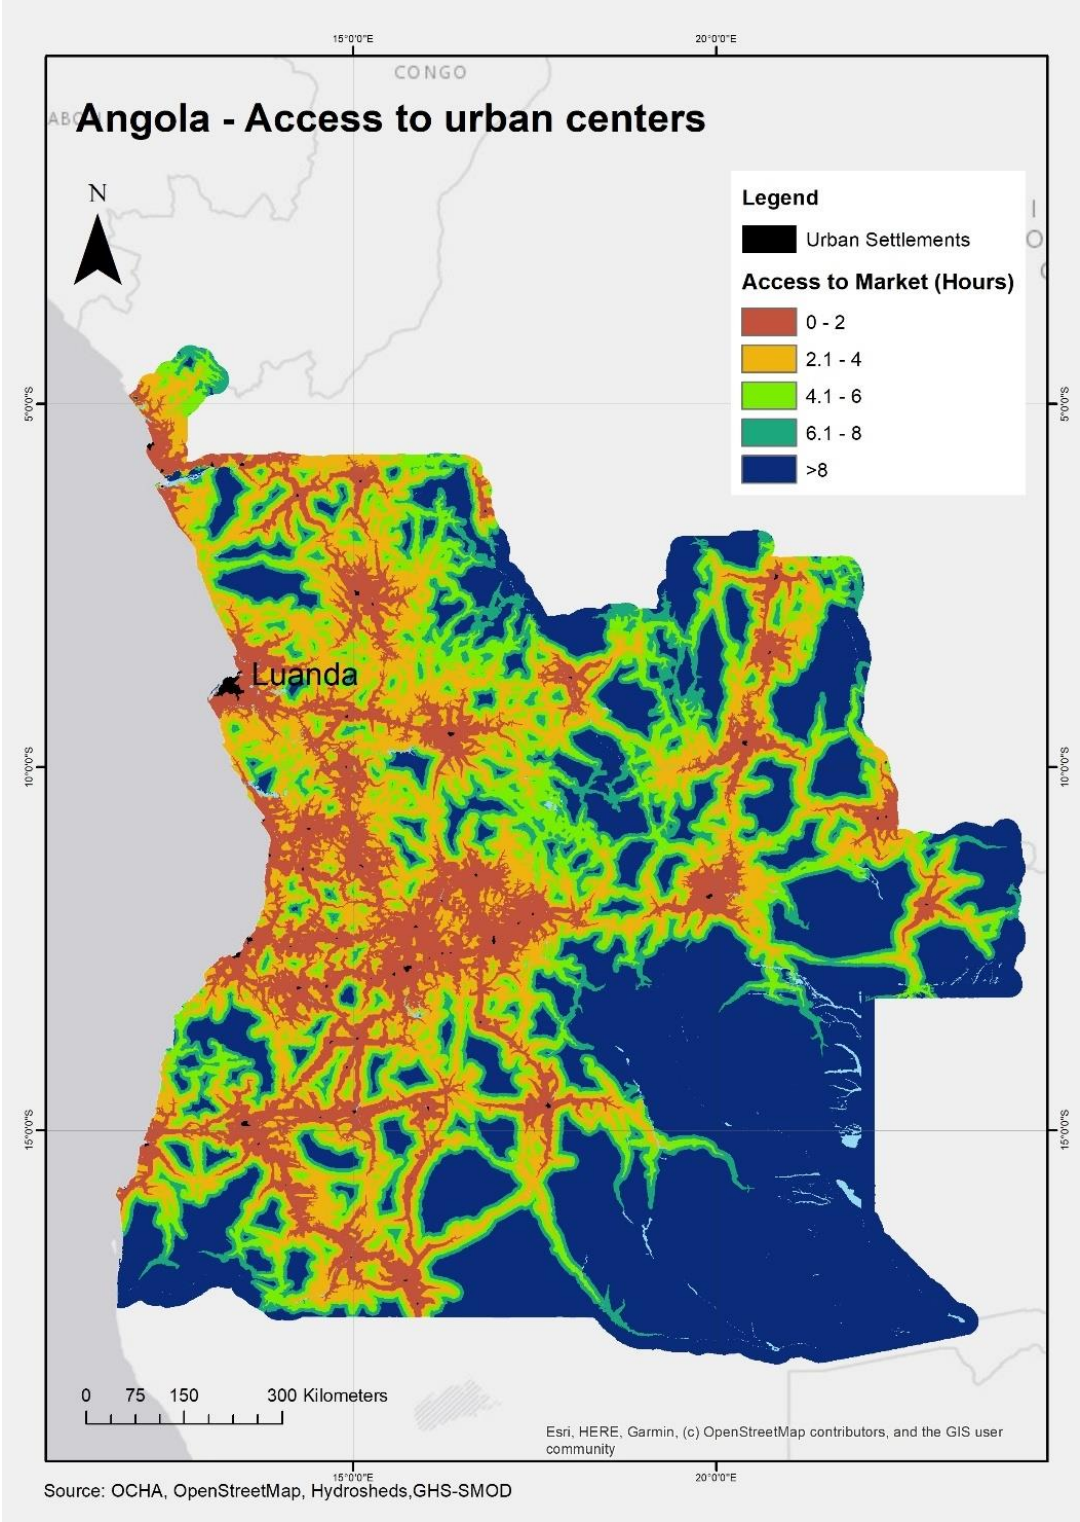 15°0'0"E
20°0'0"E
CONGO
Angola - Access to urban centers
N
Legend
Urban Settlements
Access to Market (Hours)
0 - 2
2.1 - 4
4.1 - 6
6.1 - 8
>8
5°0'0"S
5°0'0"S
Luanda
10°0'0"S
10°0'0"S
15°0'0"S
15°0'0"S
0 75 150 300 Kilometers
Esri, HERE, Garmin, (c) OpenStreetMap contributors, and the GIS user
community
15°0'0"E
20°0'0"E
Source: OCHA, OpenStreetMap, Hydrosheds,GHS-SMOD